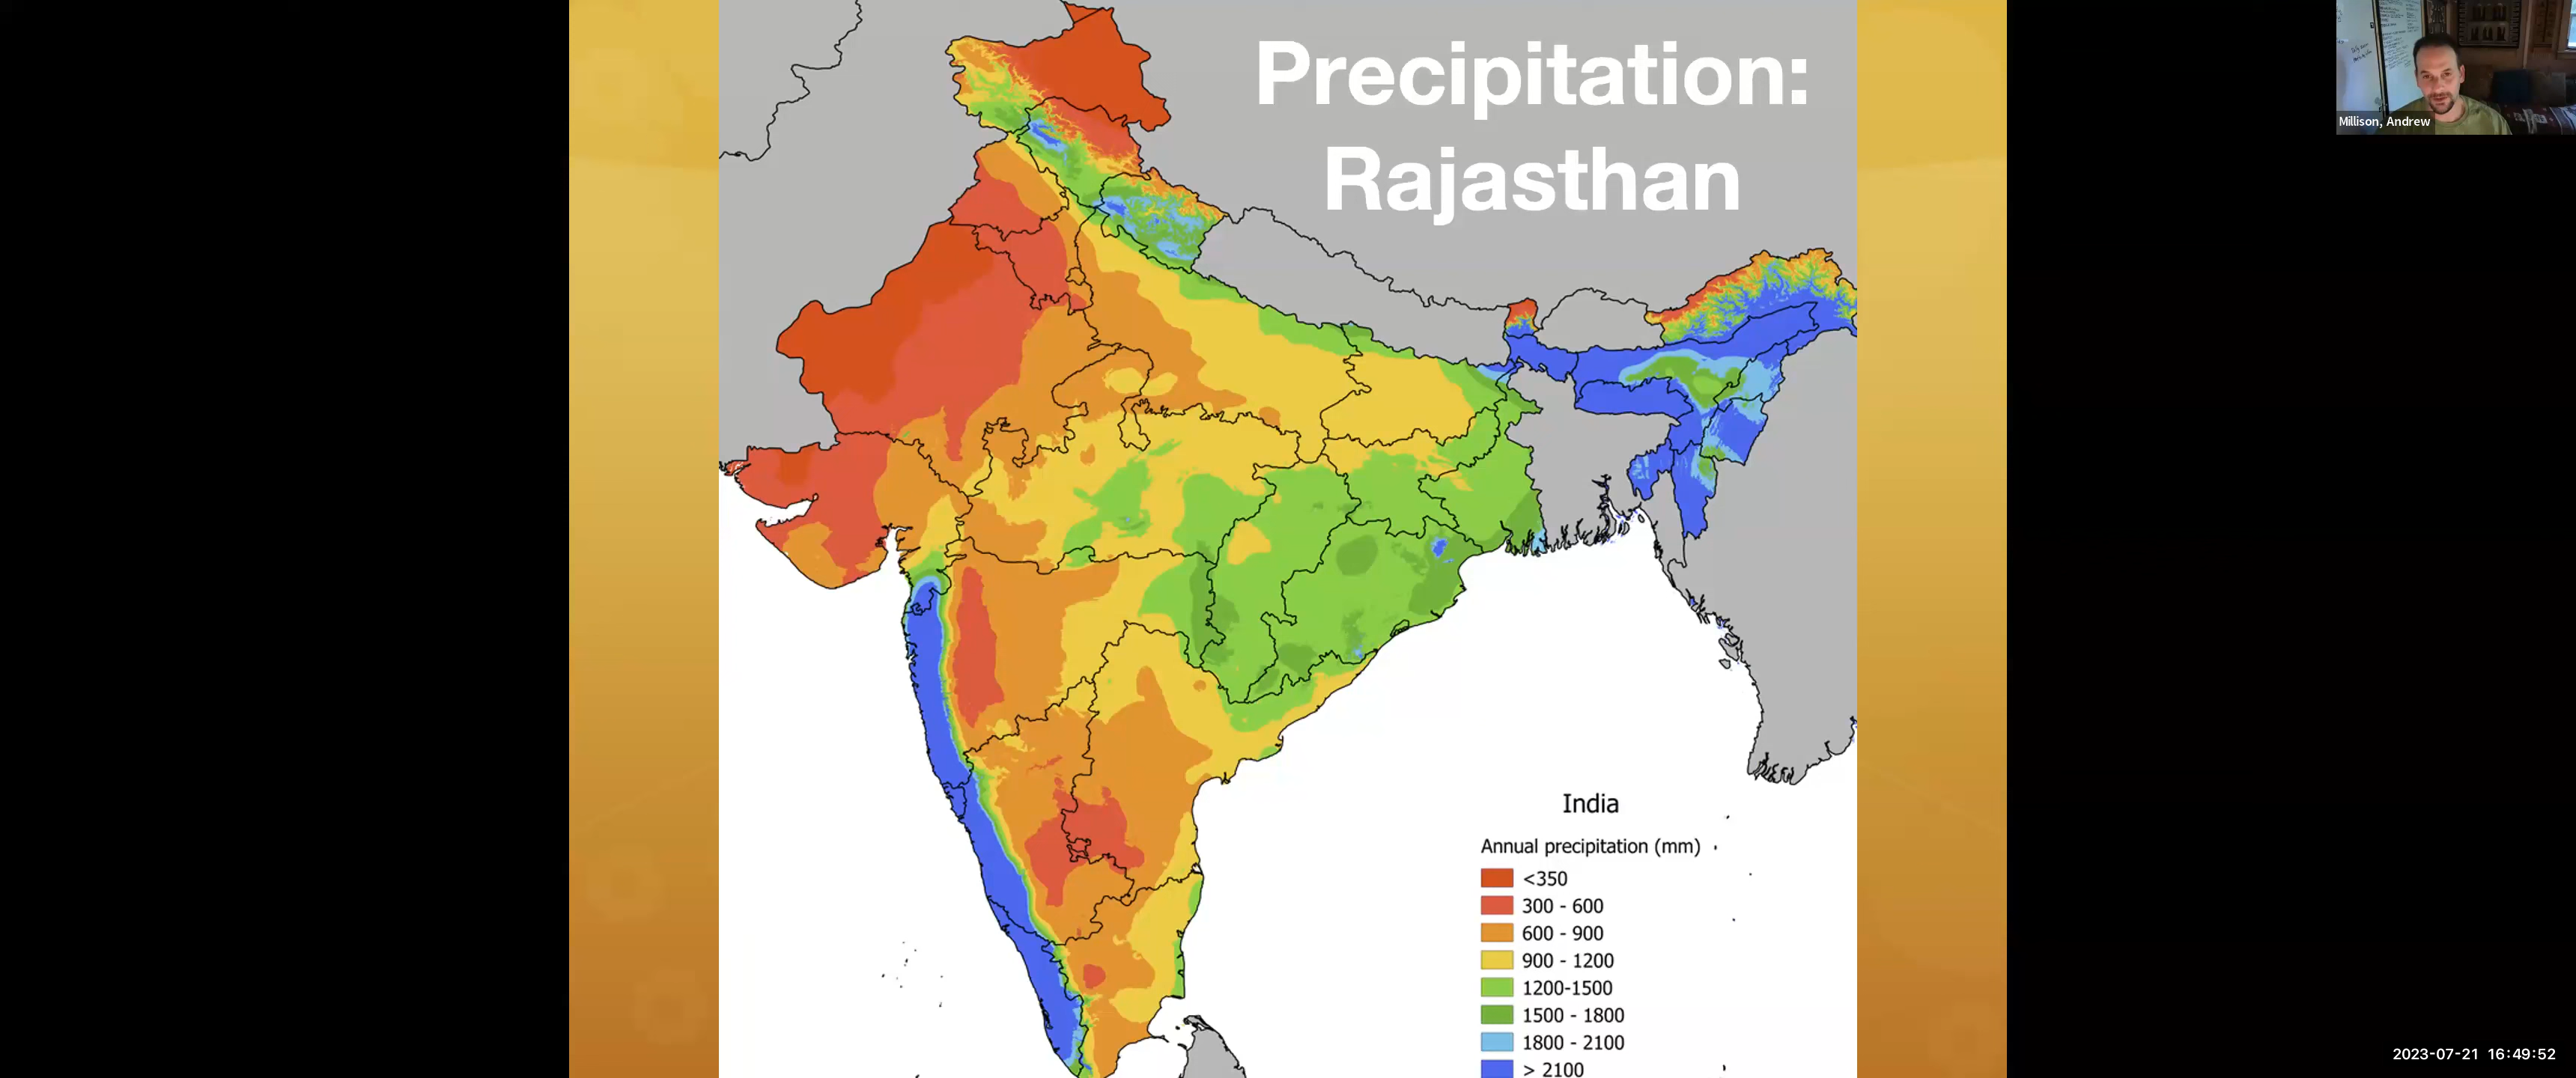 Precipitation:
Rajasthan
Millison, Andrew
India
Annual precipitation (mm)
<350
300 - 600
600 - 900
900 - 1200
1200-1500
1500 - 1800
1800 - 2100
> 2100
2023-07-21 16:49:52